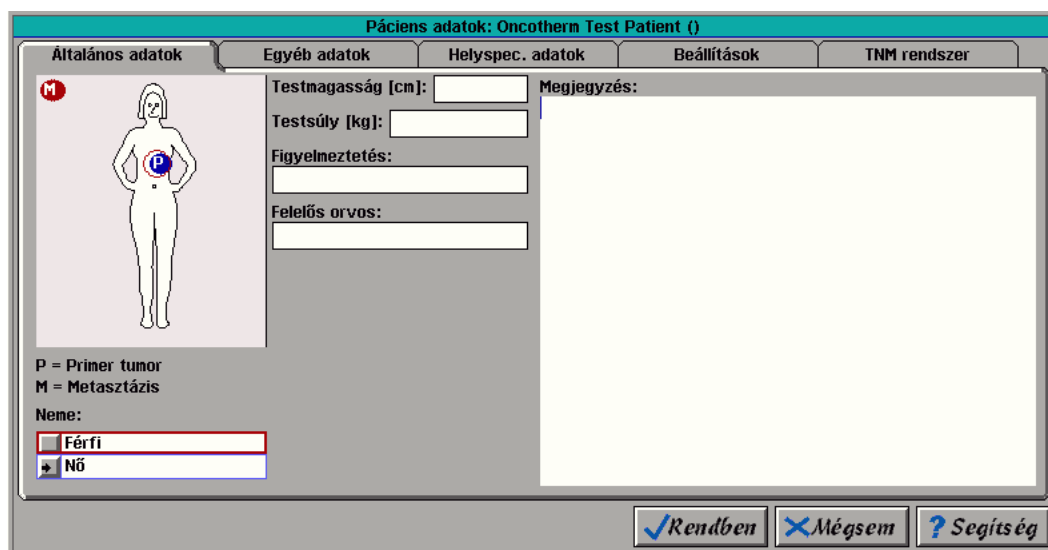 Páciens adatok: Oncotherm Test Patient ()
Általános adatok
Egyéb adatok
Helyspec. adatok
Beállítások
TNM rendszer
M
P
P = Primer tumor
M = Metasztázis
Neme:
Férfi
Nő
Testmagasság [cm]:
Testsúly [kg]:
Figyelmeztetés:
Felelős orvos:
Megjegyzés:
Rendben
Mégsem
? Segítség